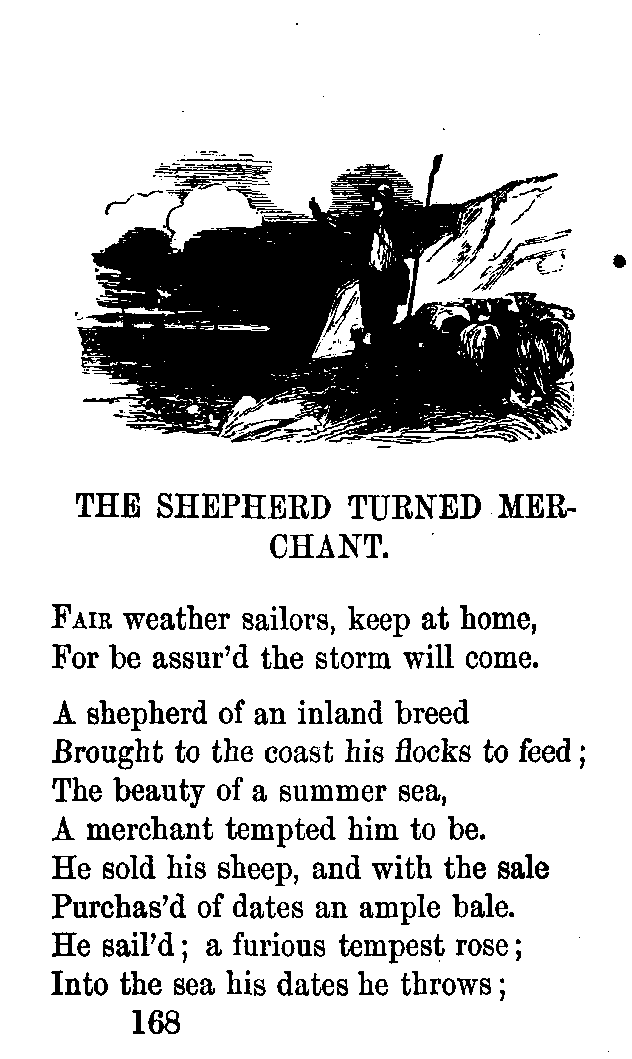 THE SHEPHERD TURNED MER-
CHANT.
FAIR weather sailors, keep at home,
For be assur'd the storm will come.
A shepherd of an inland breed
Brought to the coast his flocks to feed;
The beauty of a summer sea,
A merchant tempted him to be.
He sold his sheep, and with the sale
Purchas'd of dates an ample bale.
He sail'd; a furious tempest rose;
Into the sea his dates he throws;
168